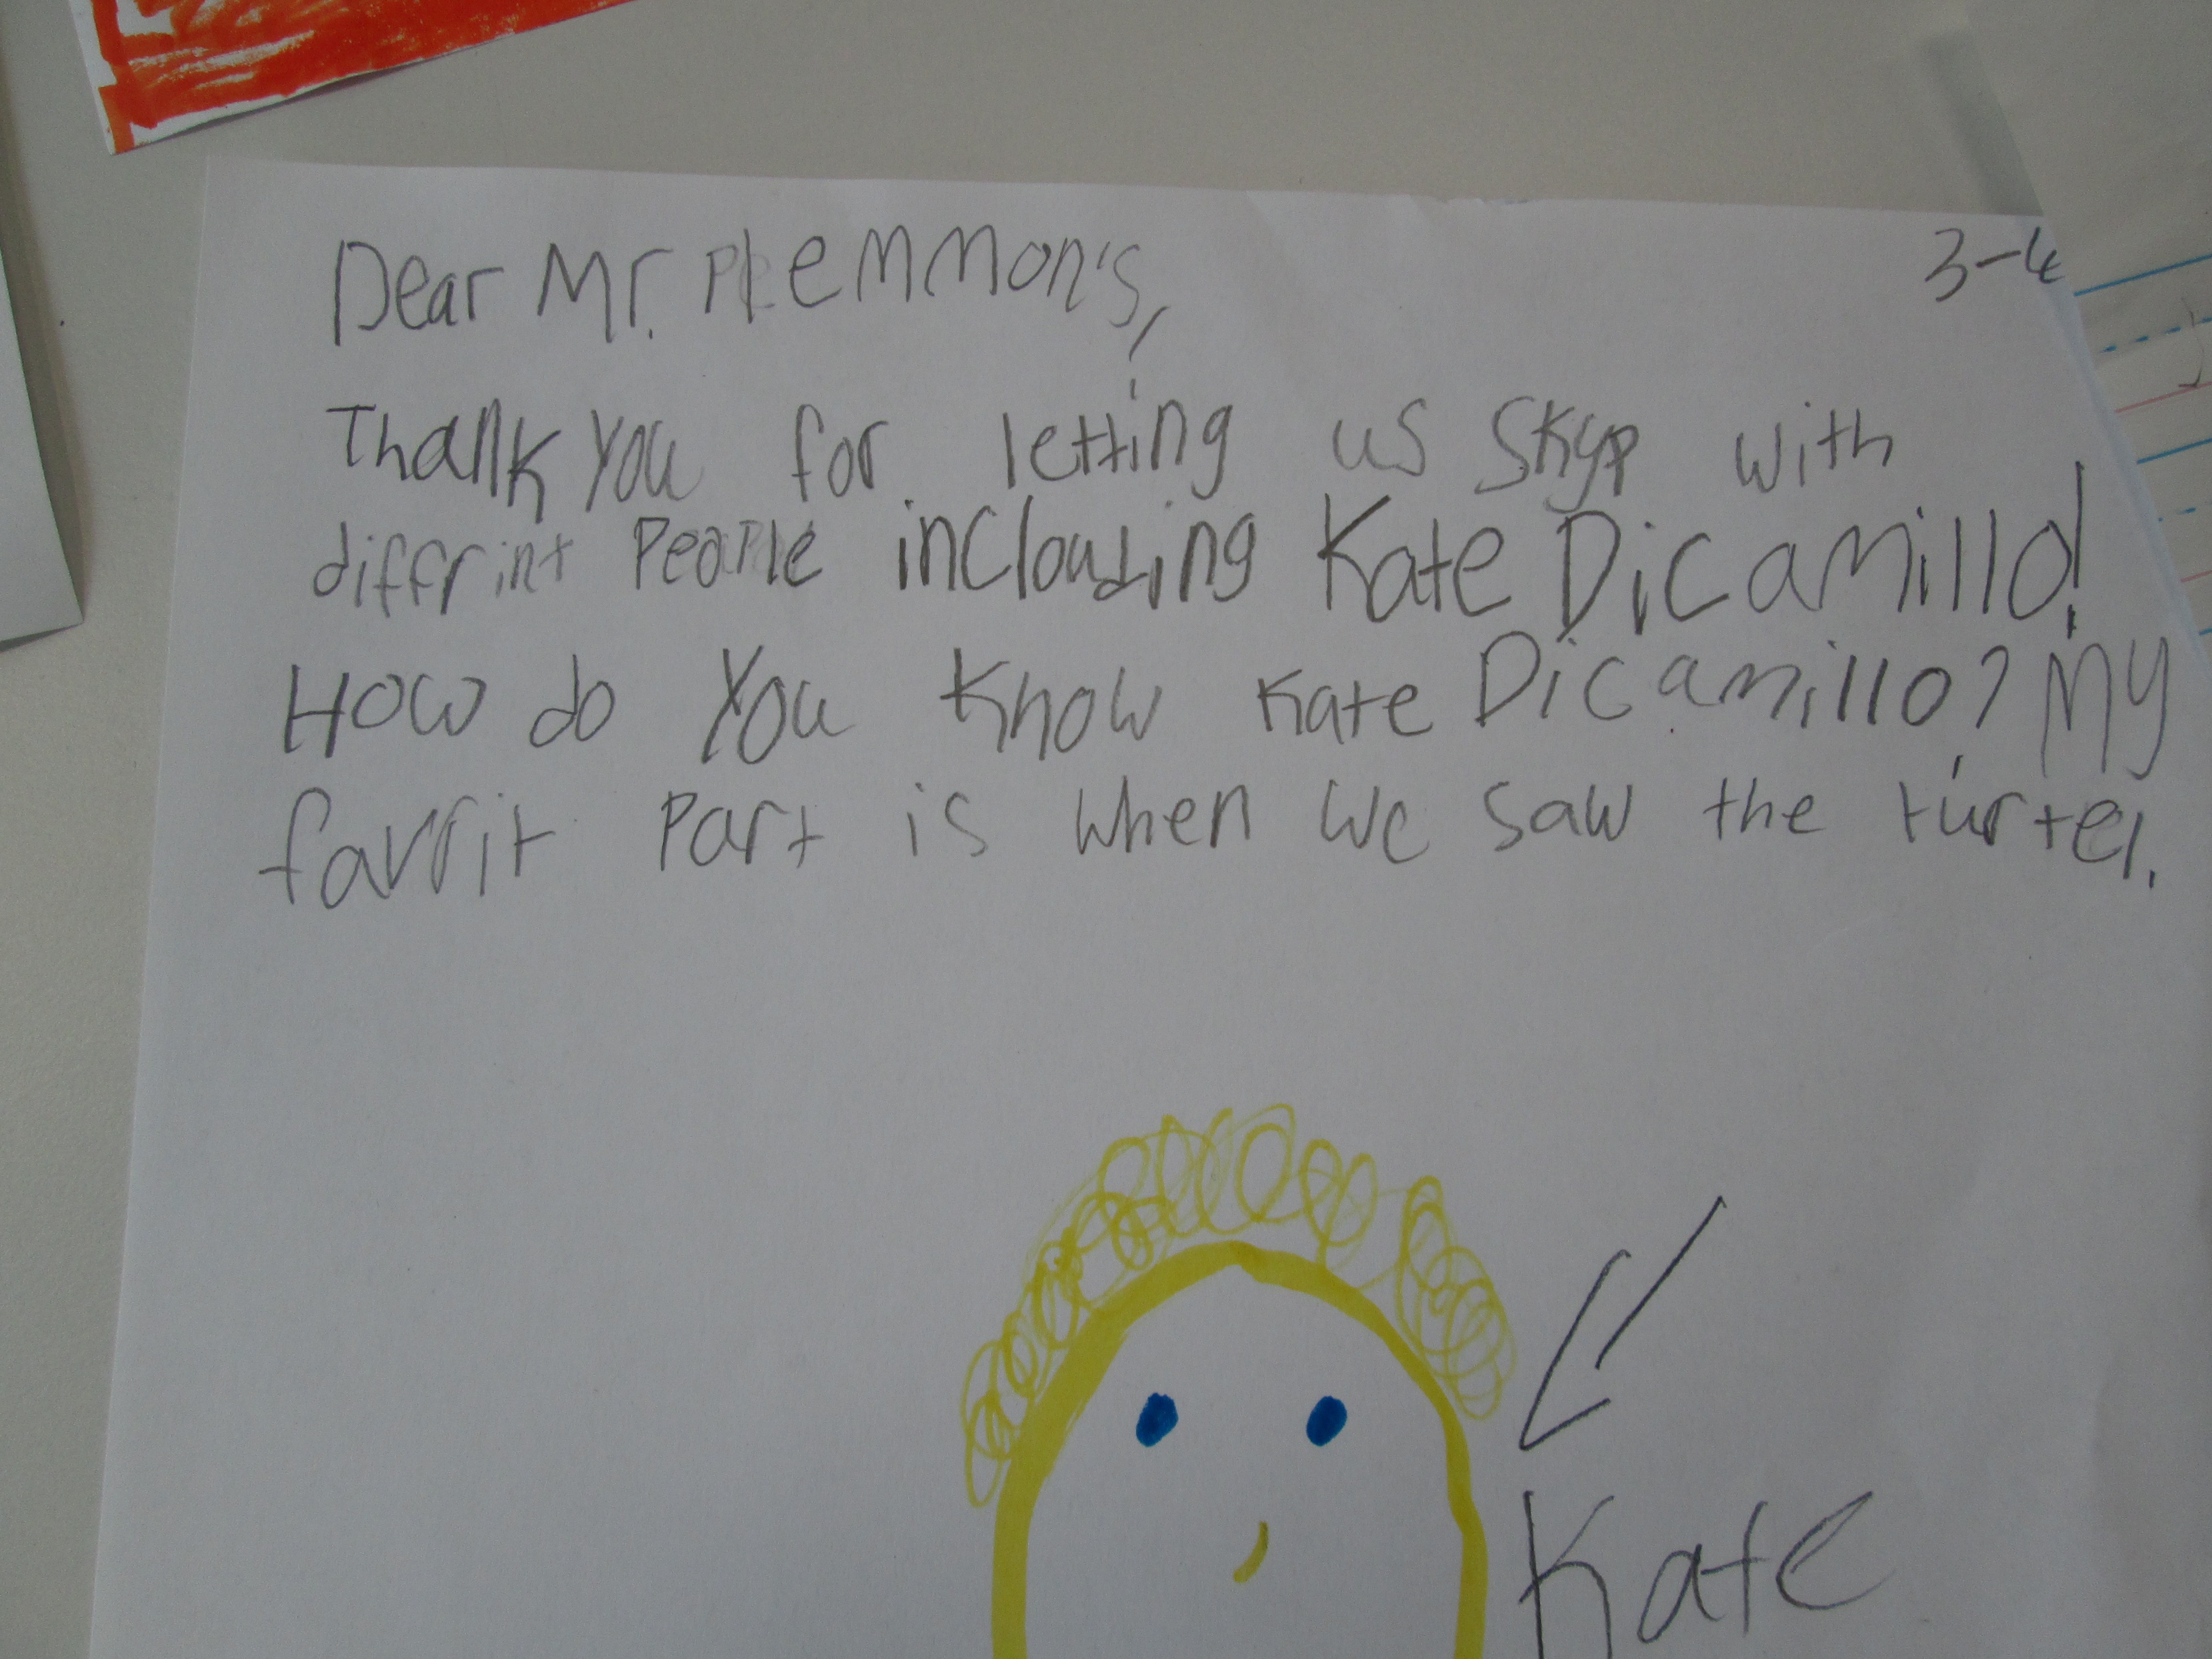 Dear Mr. Plemmon's,
3-4
Thank You for letting us Skyp with
diffrint People inclouding Kate Dicamillo!
How do You Know Kate Dicamillo? My
favrit Part is when we saw the turtel.
Kate